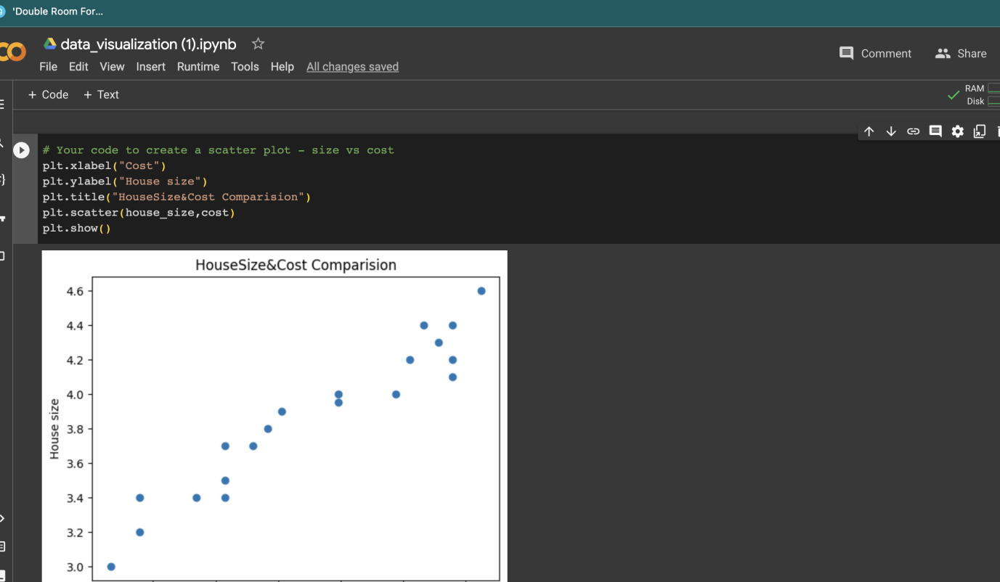 'Double Room For...
data_visualization (1).ipynb
File Edit View Insert Runtime Tools Help All changes saved
Comment Share
+ Code + Text
RAM
Disk
# Your code to create a scatter plot - size vs cost
plt.xlabel("Cost")
plt.ylabel("House size")
plt.title("HouseSize&Cost Comparision")
plt.scatter(house_size,cost)
plt.show()
HouseSize&Cost Comparision
4.6
4.4
4.2
4.0
3.8
3.6
3.4
3.2
3.0
House size